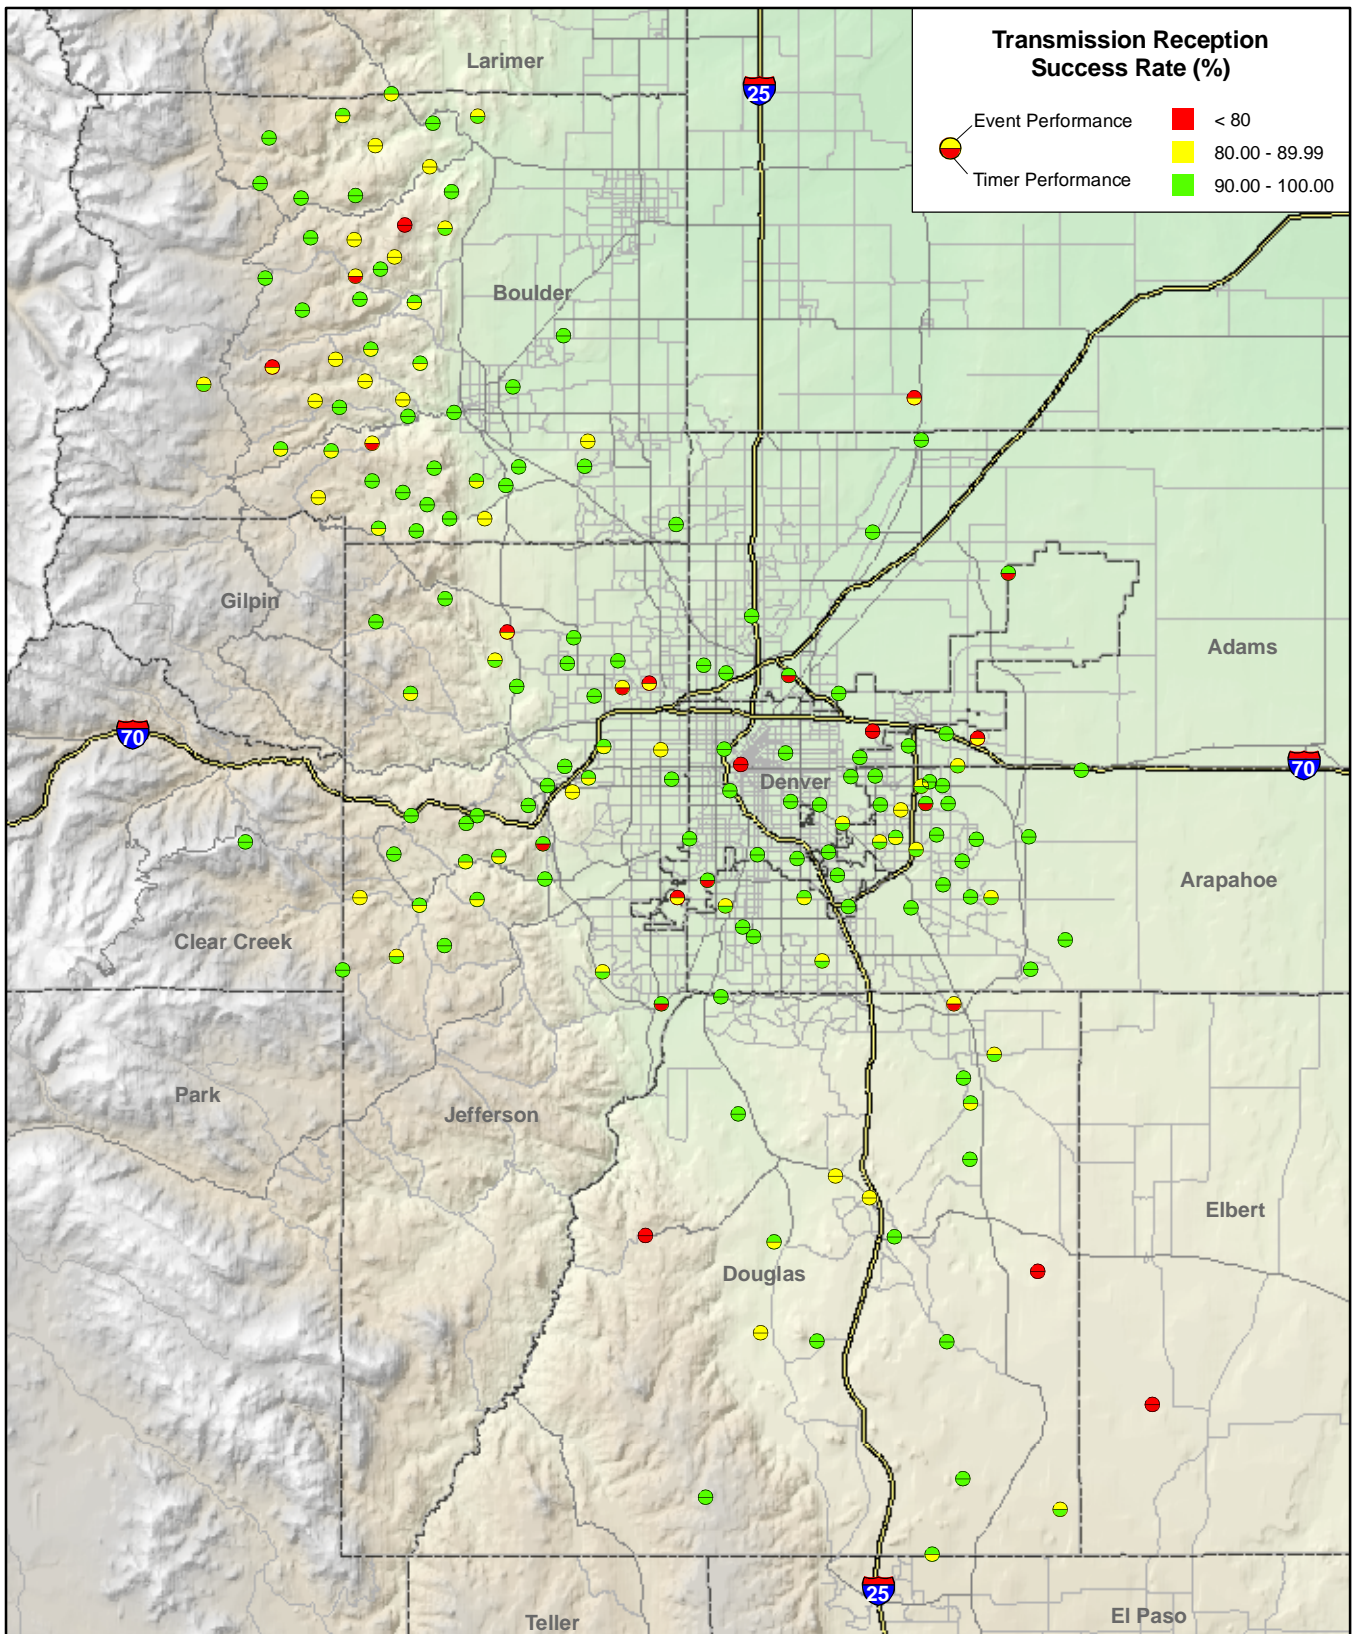 Transmission Reception
Success Rate (%)
Event Performance
Timer Performance
< 80
80.00 - 89.99
90.00 - 100.00
Larimer
25
Boulder
Gilpin
Adams
70
70
Denver
Arapahoe
Clear Creek
Park
Jefferson
Elbert
Douglas
25
Teller
El Paso